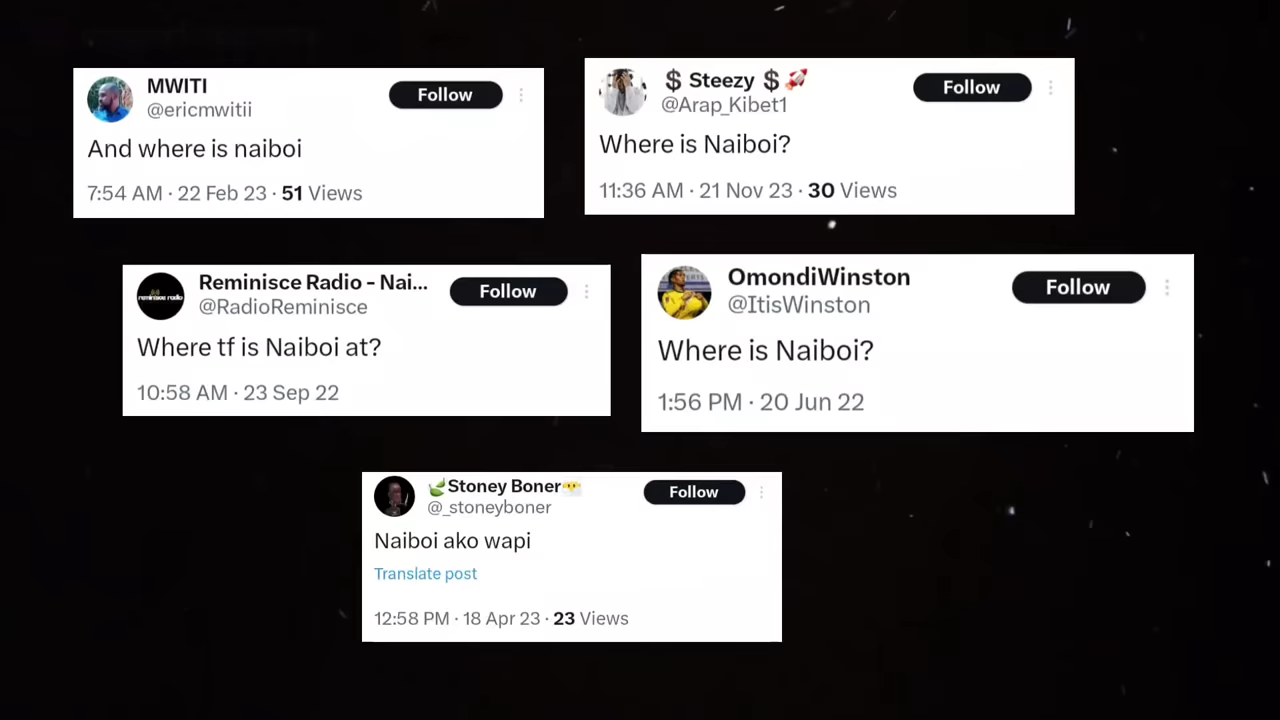 MWITI
@ericmwitii
Follow
And where is naiboi
7:54 AM · 22 Feb 23 · 51 Views
$ Steezy $🚀
@Arap_Kibet1
Follow
Where is Naiboi?
11:36 AM · 21 Nov 23 · 30 Views
Reminisce Radio - Nai...
@RadioReminisce
Follow
reminisce radio
Where tf is Naiboi at?
10:58 AM · 23 Sep 22
OmondiWinston
@ItisWinston
Follow
Where is Naiboi?
1:56 PM · 20 Jun 22
🍃Stoney Boner😶‍🌫️
@_stoneyboner
Follow
Naiboi ako wapi
Translate post
12:58 PM · 18 Apr 23 · 23 Views